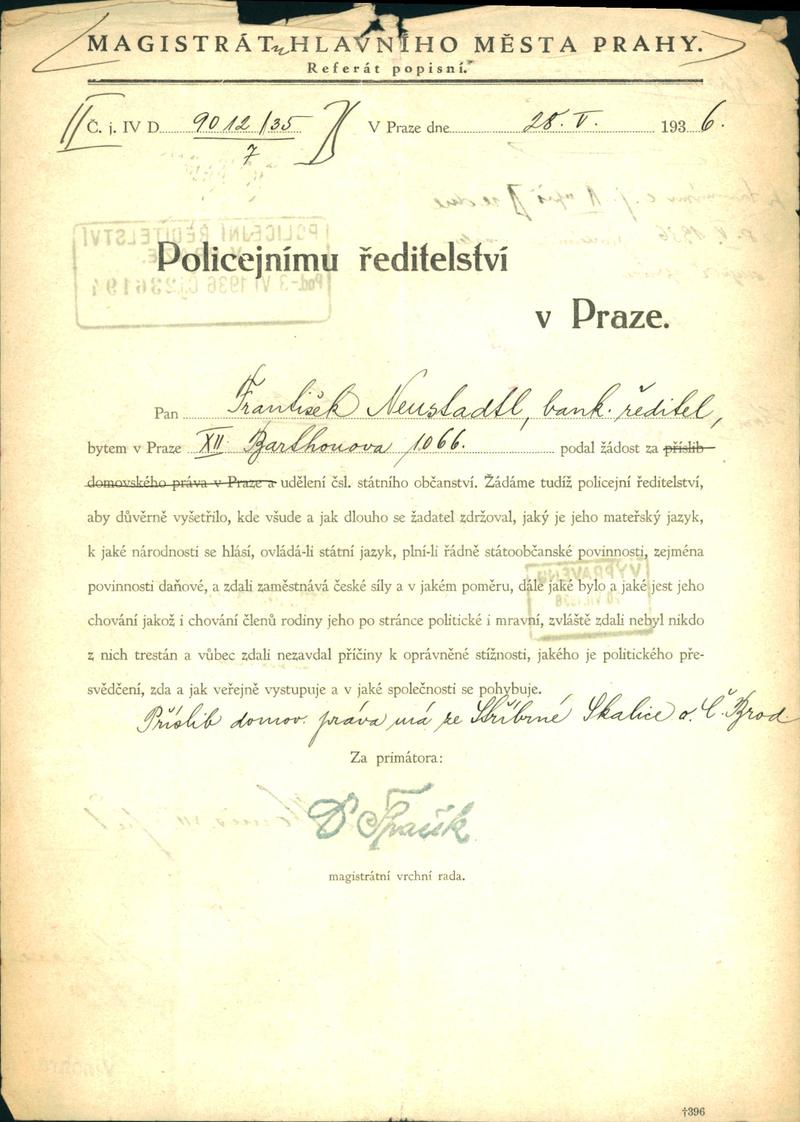 MAGISTRÁT HLAVNÍHO MĚSTA PRAHY.
Referát popisní.
Č. j. IV D 9012/35 V Praze dne 28. V. 1936.
7
Policejnímu ředitelství
v Praze.
Pan František Neustadtl, bank. ředitel,
bytem v Praze XII Barthonova 1066. podal žádost za příslib
domovského práva v Praze a udělení čsl. státního občanství. Žádáme tudíž policejní ředitelství,
aby důvěrně vyšetřilo, kde všude a jak dlouho se žadatel zdržoval, jaký je jeho mateřský jazyk,
k jaké národnosti se hlásí, ovládá-li státní jazyk, plní-li řádně státoobčanské povinnosti, zejména
povinnosti daňové, a zdali zaměstnává české síly a v jakém poměru, dále jaké bylo a jaké jest jeho
chování jakož i chování členů rodiny jeho po stránce politické i mravní, zvláště zdali nebyl nikdo
z nich trestán a vůbec zdali nezavdal příčiny k oprávněné stížnosti, jakého je politického pře-
svědčení, zda a jak veřejně vystupuje a v jaké společnosti se pohybuje.
Příslib domov. práva má ze Stříbrné Skalice o. Č. Brod
Za primátora:
magistrátní vrchní rada.
†396